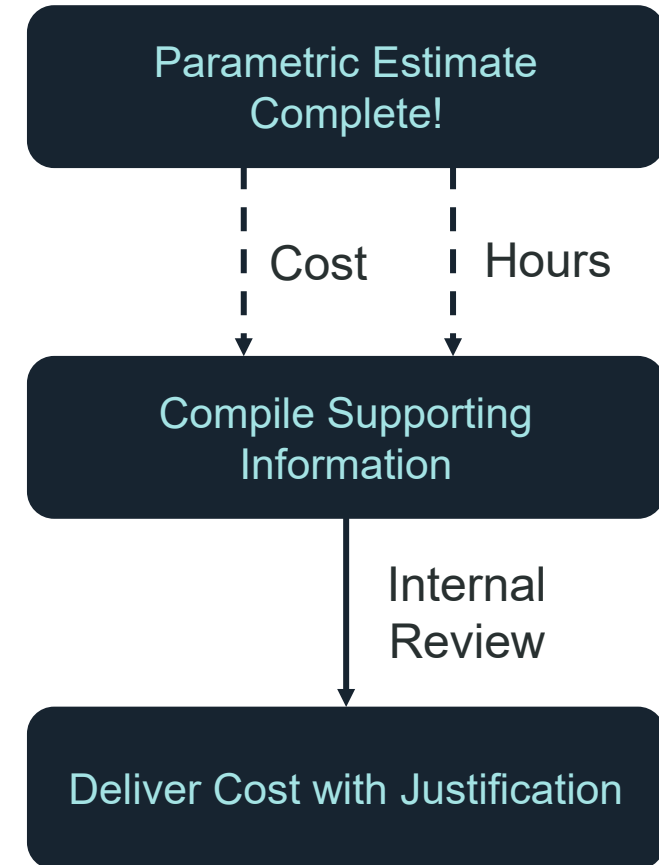 Parametric Estimate
Complete!
Cost
Hours
Compile Supporting
Information
Internal
Review
Deliver Cost with Justification